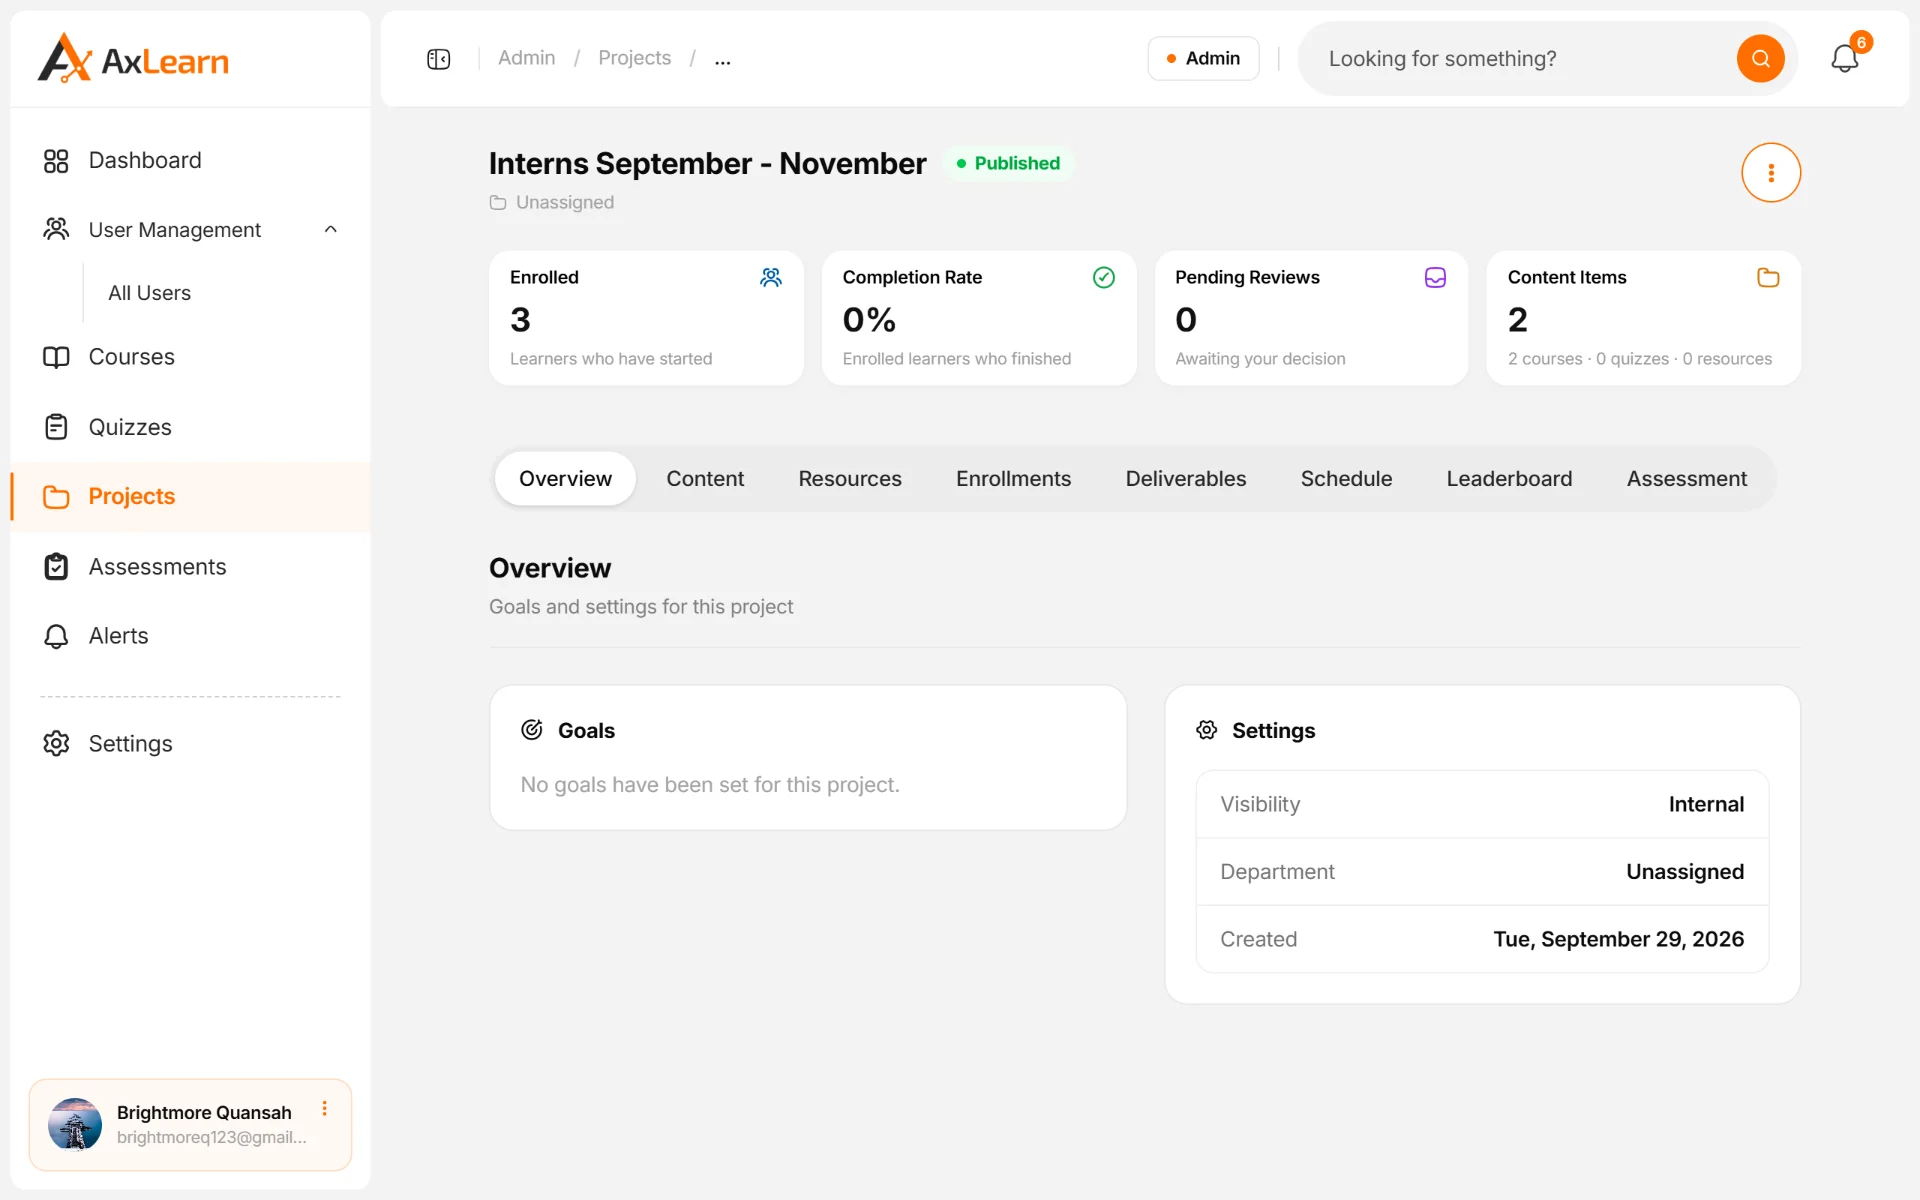 AxLearn
Admin / Projects / ...
Admin
Looking for something?
6
Dashboard
User Management
All Users
Courses
Quizzes
Projects
Assessments
Alerts
Settings
Brightmore Quansah
brightmoreq123@gmail...
Interns September - November
Published
Unassigned
Enrolled
3
Learners who have started
Completion Rate
0%
Enrolled learners who finished
Pending Reviews
0
Awaiting your decision
Content Items
2
2 courses · 0 quizzes · 0 resources
Overview
Content
Resources
Enrollments
Deliverables
Schedule
Leaderboard
Assessment
Overview
Goals and settings for this project
Goals
No goals have been set for this project.
Settings
Visibility Internal
Department Unassigned
Created Tue, September 29, 2026